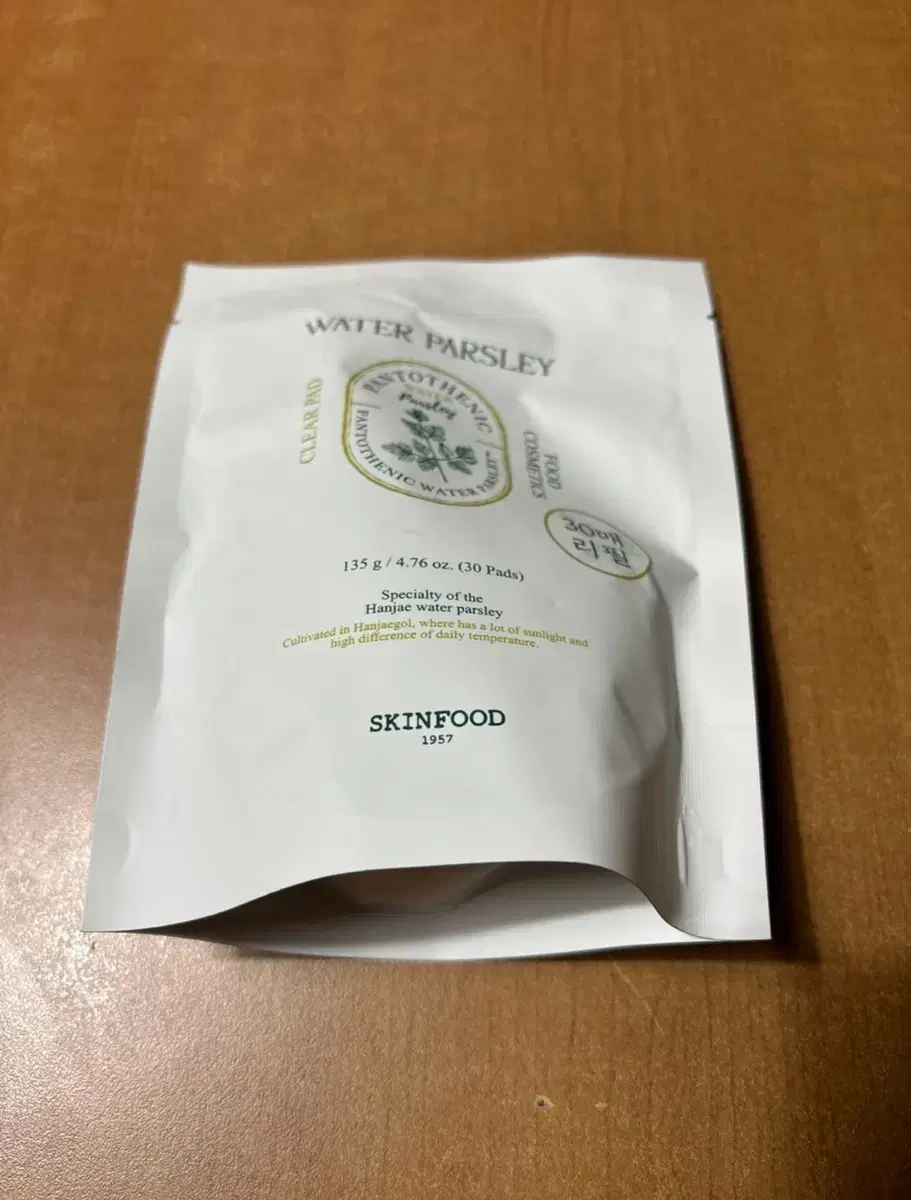 WATER PARSLEY
CLEAR PAD
PANTOTHENIC
WATER
Parsley
PANTOTHENIC WATER PARSLEY
FOOD
COSMETICS
30매
리필
135 g / 4.76 oz. (30 Pads)
Specialty of the
Hanjae water parsley
Cultivated in Hanjaegol, where has a lot of sunlight and
high difference of daily temperature.
SKINFOOD
1957